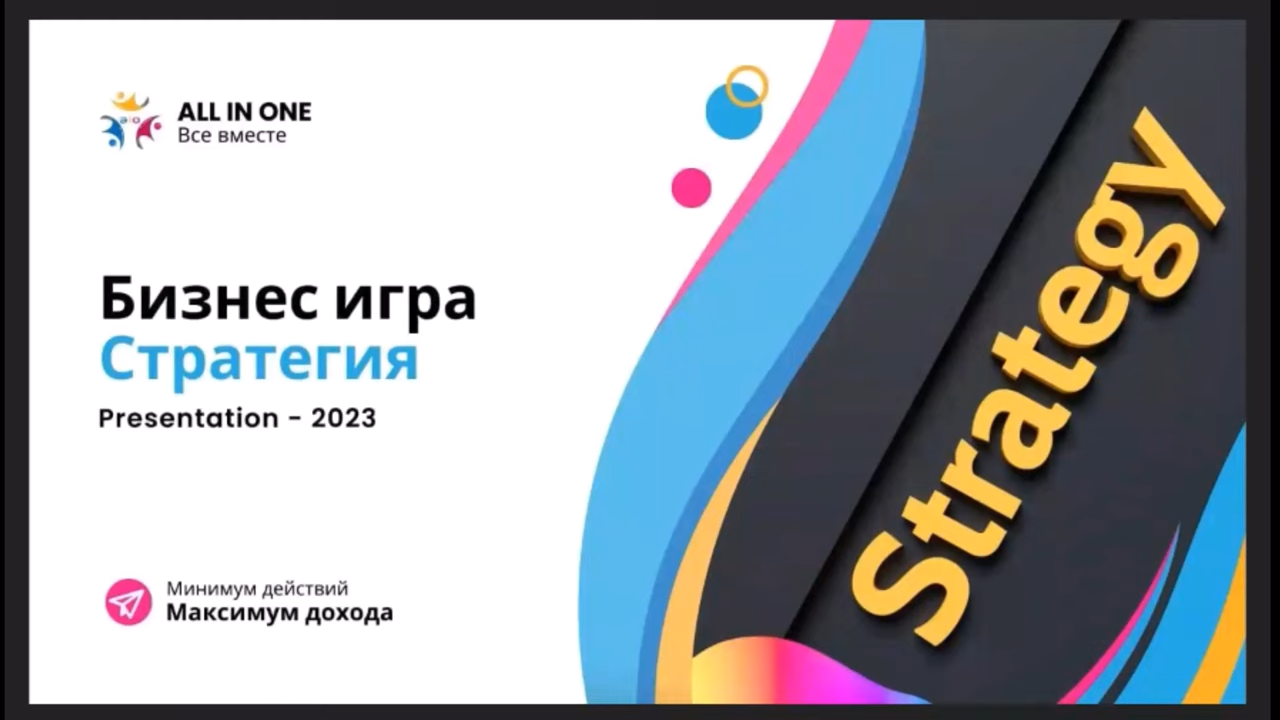 ALL IN ONE
Все вместе
Бизнес игра
Стратегия
Presentation - 2023
Минимум действий
Максимум дохода
Strategy